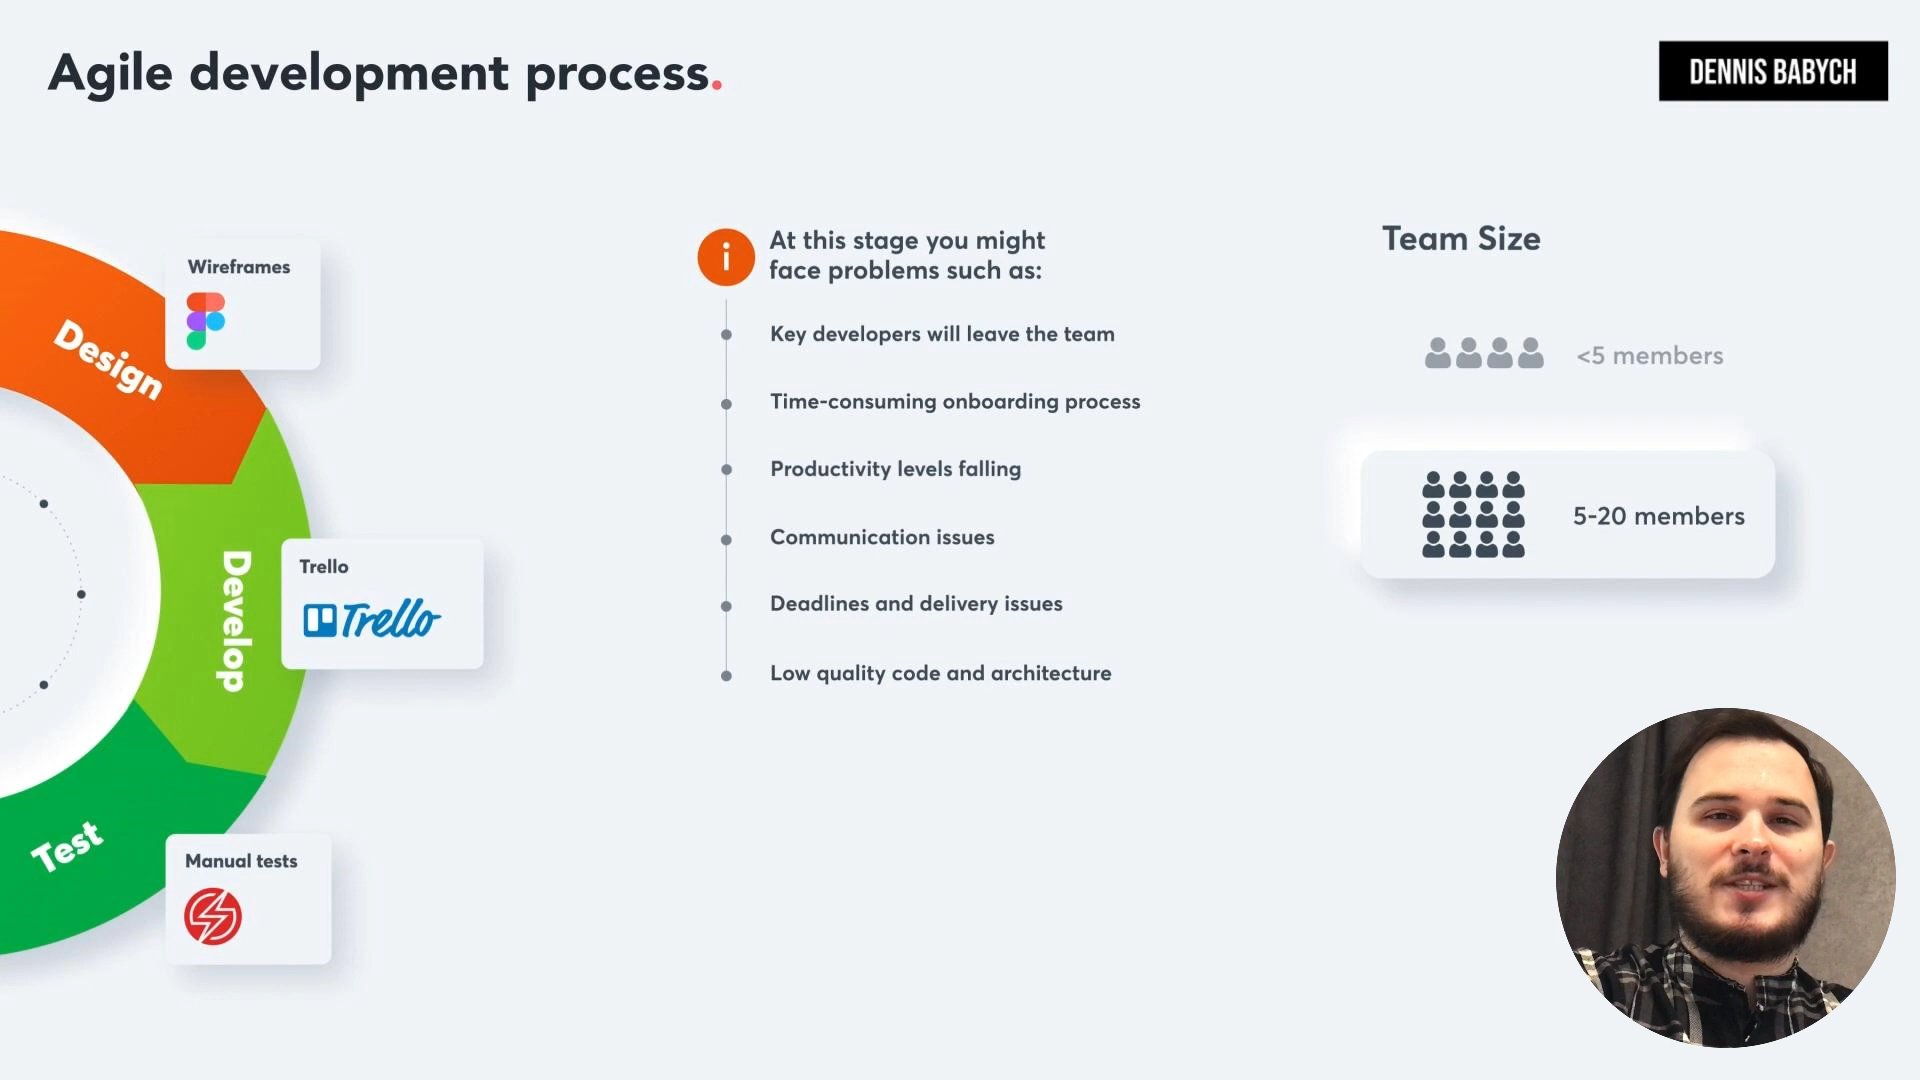 Agile development process.
DENNIS BABYCH
Design
Wireframes
Develop
Trello
Trello
Test
Manual tests
i
At this stage you might
face problems such as:
Key developers will leave the team
Time-consuming onboarding process
Productivity levels falling
Communication issues
Deadlines and delivery issues
Low quality code and architecture
Team Size
<5 members
5-20 members